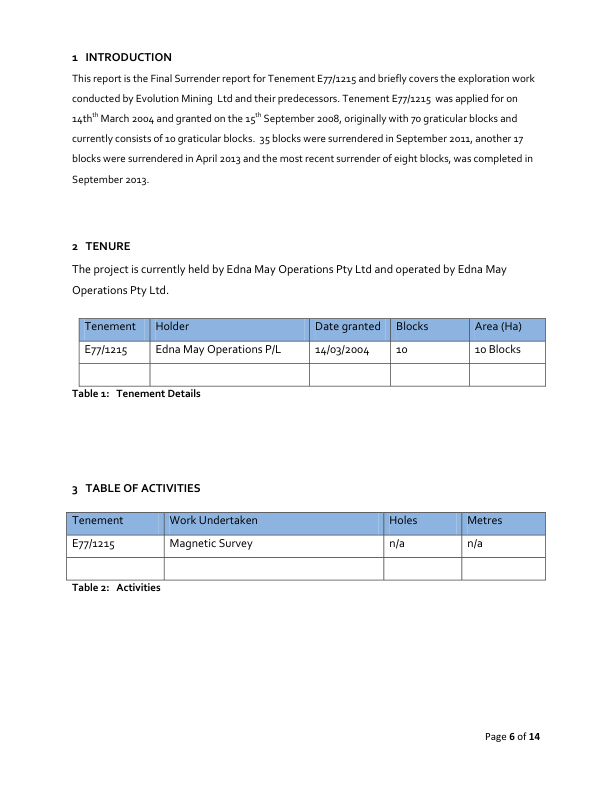 1 INTRODUCTION
This report is the Final Surrender report for Tenement E77/1215 and briefly covers the exploration work
conducted by Evolution Mining Ltd and their predecessors. Tenement E77/1215 was applied for on
14th^th March 2004 and granted on the 15^th September 2008, originally with 70 graticular blocks and
currently consists of 10 graticular blocks. 35 blocks were surrendered in September 2011, another 17
blocks were surrendered in April 2013 and the most recent surrender of eight blocks, was completed in
September 2013.
2 TENURE
The project is currently held by Edna May Operations Pty Ltd and operated by Edna May
Operations Pty Ltd.
Tenement Holder Date granted Blocks Area (Ha)
E77/1215 Edna May Operations P/L 14/03/2004 10 10 Blocks
Table 1: Tenement Details
3 TABLE OF ACTIVITIES
Tenement Work Undertaken Holes Metres
E77/1215 Magnetic Survey n/a n/a
Table 2: Activities
Page 6 of 14